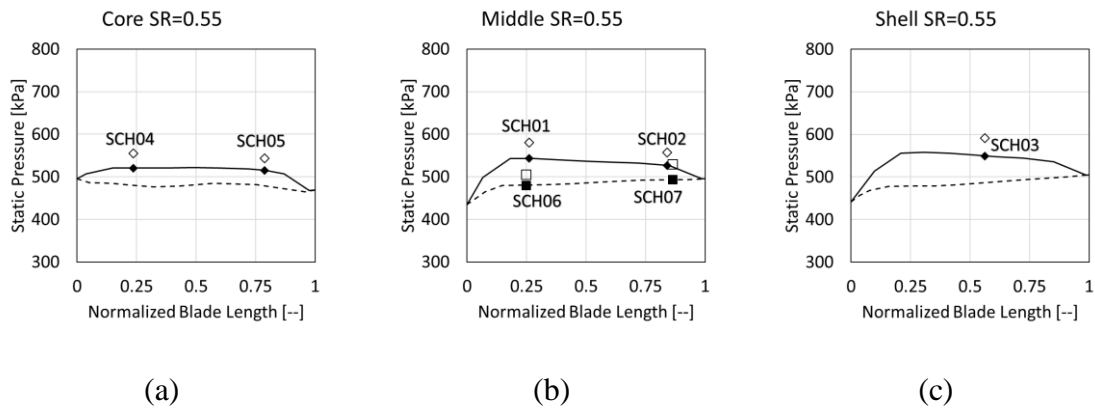 Core SR=0.55
Static Pressure [kPa]
800
700
600
500
400
300
SCH04
SCH05
0
0.25
0.5
0.75
1
Normalized Blade Length [--]
(a)
Middle SR=0.55
Static Pressure [kPa]
800
700
600
500
400
300
SCH01
SCH02
SCH06
SCH07
0
0.25
0.5
0.75
1
Normalized Blade Length [--]
(b)
Shell SR=0.55
Static Pressure [kPa]
800
700
600
500
400
300
SCH03
0
0.25
0.5
0.75
1
Normalized Blade Length [--]
(c)